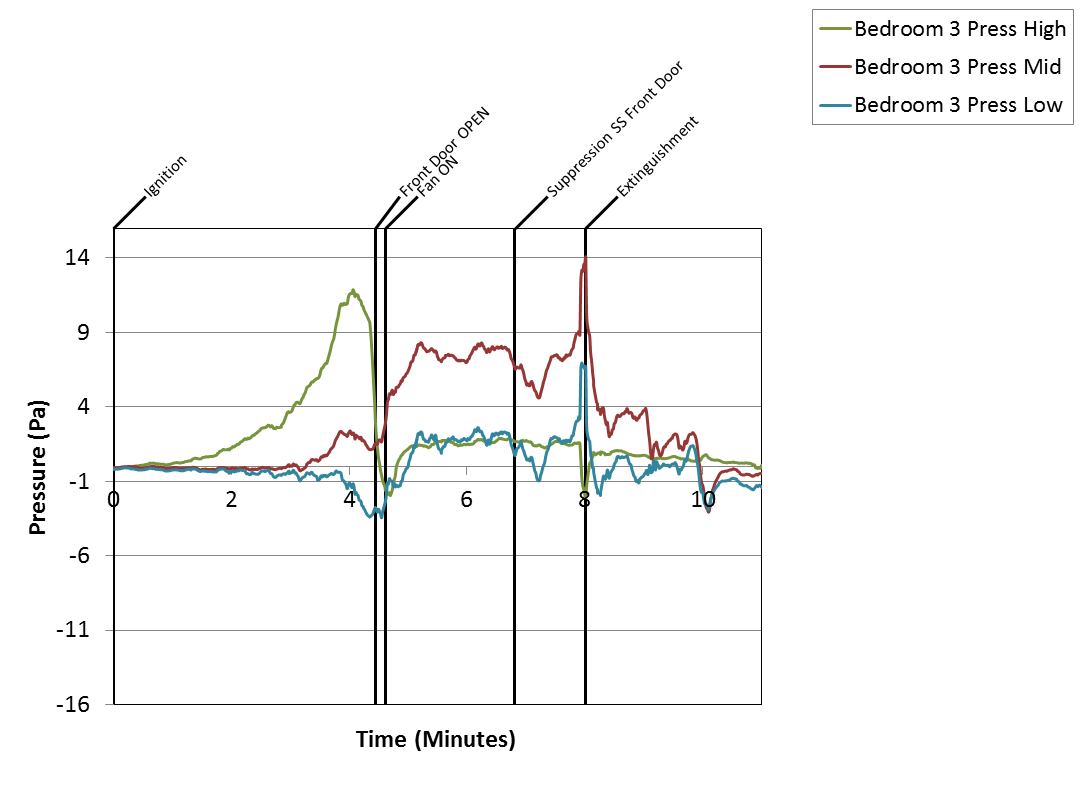 Bedroom 3 Press High
Bedroom 3 Press Mid
Bedroom 3 Press Low
Ignition
Front Door OPEN
Fan ON
Suppression SS Front Door
Extinguishment
14
9
4
-1
-6
-11
-16
0
2
4
6
8
10
Pressure (Pa)
Time (Minutes)